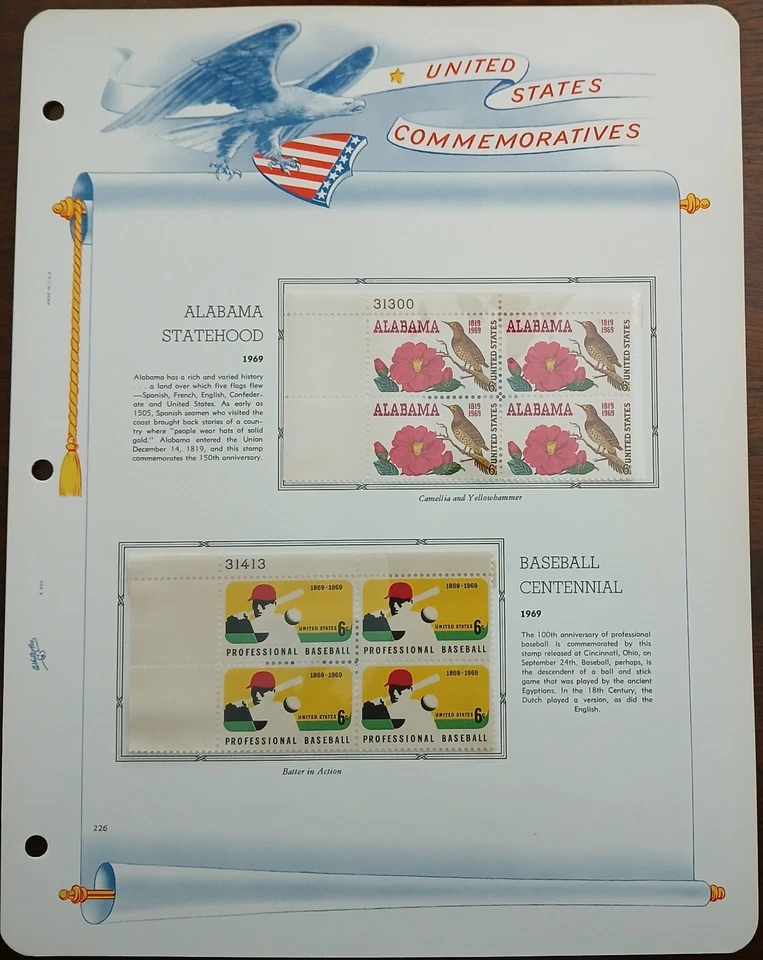 UNITED
STATES
COMMEMORATIVES
ALABAMA
STATEHOOD
1969
Alabama has a rich and varied history
. . . a land over which five flags flew
—Spanish, French, English, Confeder-
ate and United States. As early as
1505, Spanish seamen who visited the
coast brought back stories of a coun-
try where "people wear hats of solid
gold." Alabama entered the Union
December 14, 1819, and this stamp
commemorates the 150th anniversary.
31300
ALABAMA 1819
1969
6¢ UNITED STATES
ALABAMA 1819
1969
6¢ UNITED STATES
ALABAMA 1819
1969
6¢ UNITED STATES
ALABAMA 1819
1969
6¢ UNITED STATES
Camellia and Yellowhammer
31413
1869-1969
UNITED STATES 6¢
PROFESSIONAL BASEBALL
1869-1969
UNITED STATES 6¢
PROFESSIONAL BASEBALL
1869-1969
UNITED STATES 6¢
PROFESSIONAL BASEBALL
1869-1969
UNITED STATES 6¢
PROFESSIONAL BASEBALL
Batter in Action
BASEBALL
CENTENNIAL
1969
The 100th anniversary of professional
baseball is commemorated by this
stamp released at Cincinnati, Ohio, on
September 24th. Baseball, perhaps, is
the descendent of a ball and stick
game that was played by the ancient
Egyptians. In the 18th Century, the
Dutch played a version, as did the
English.
MADE IN U.S.A.
226